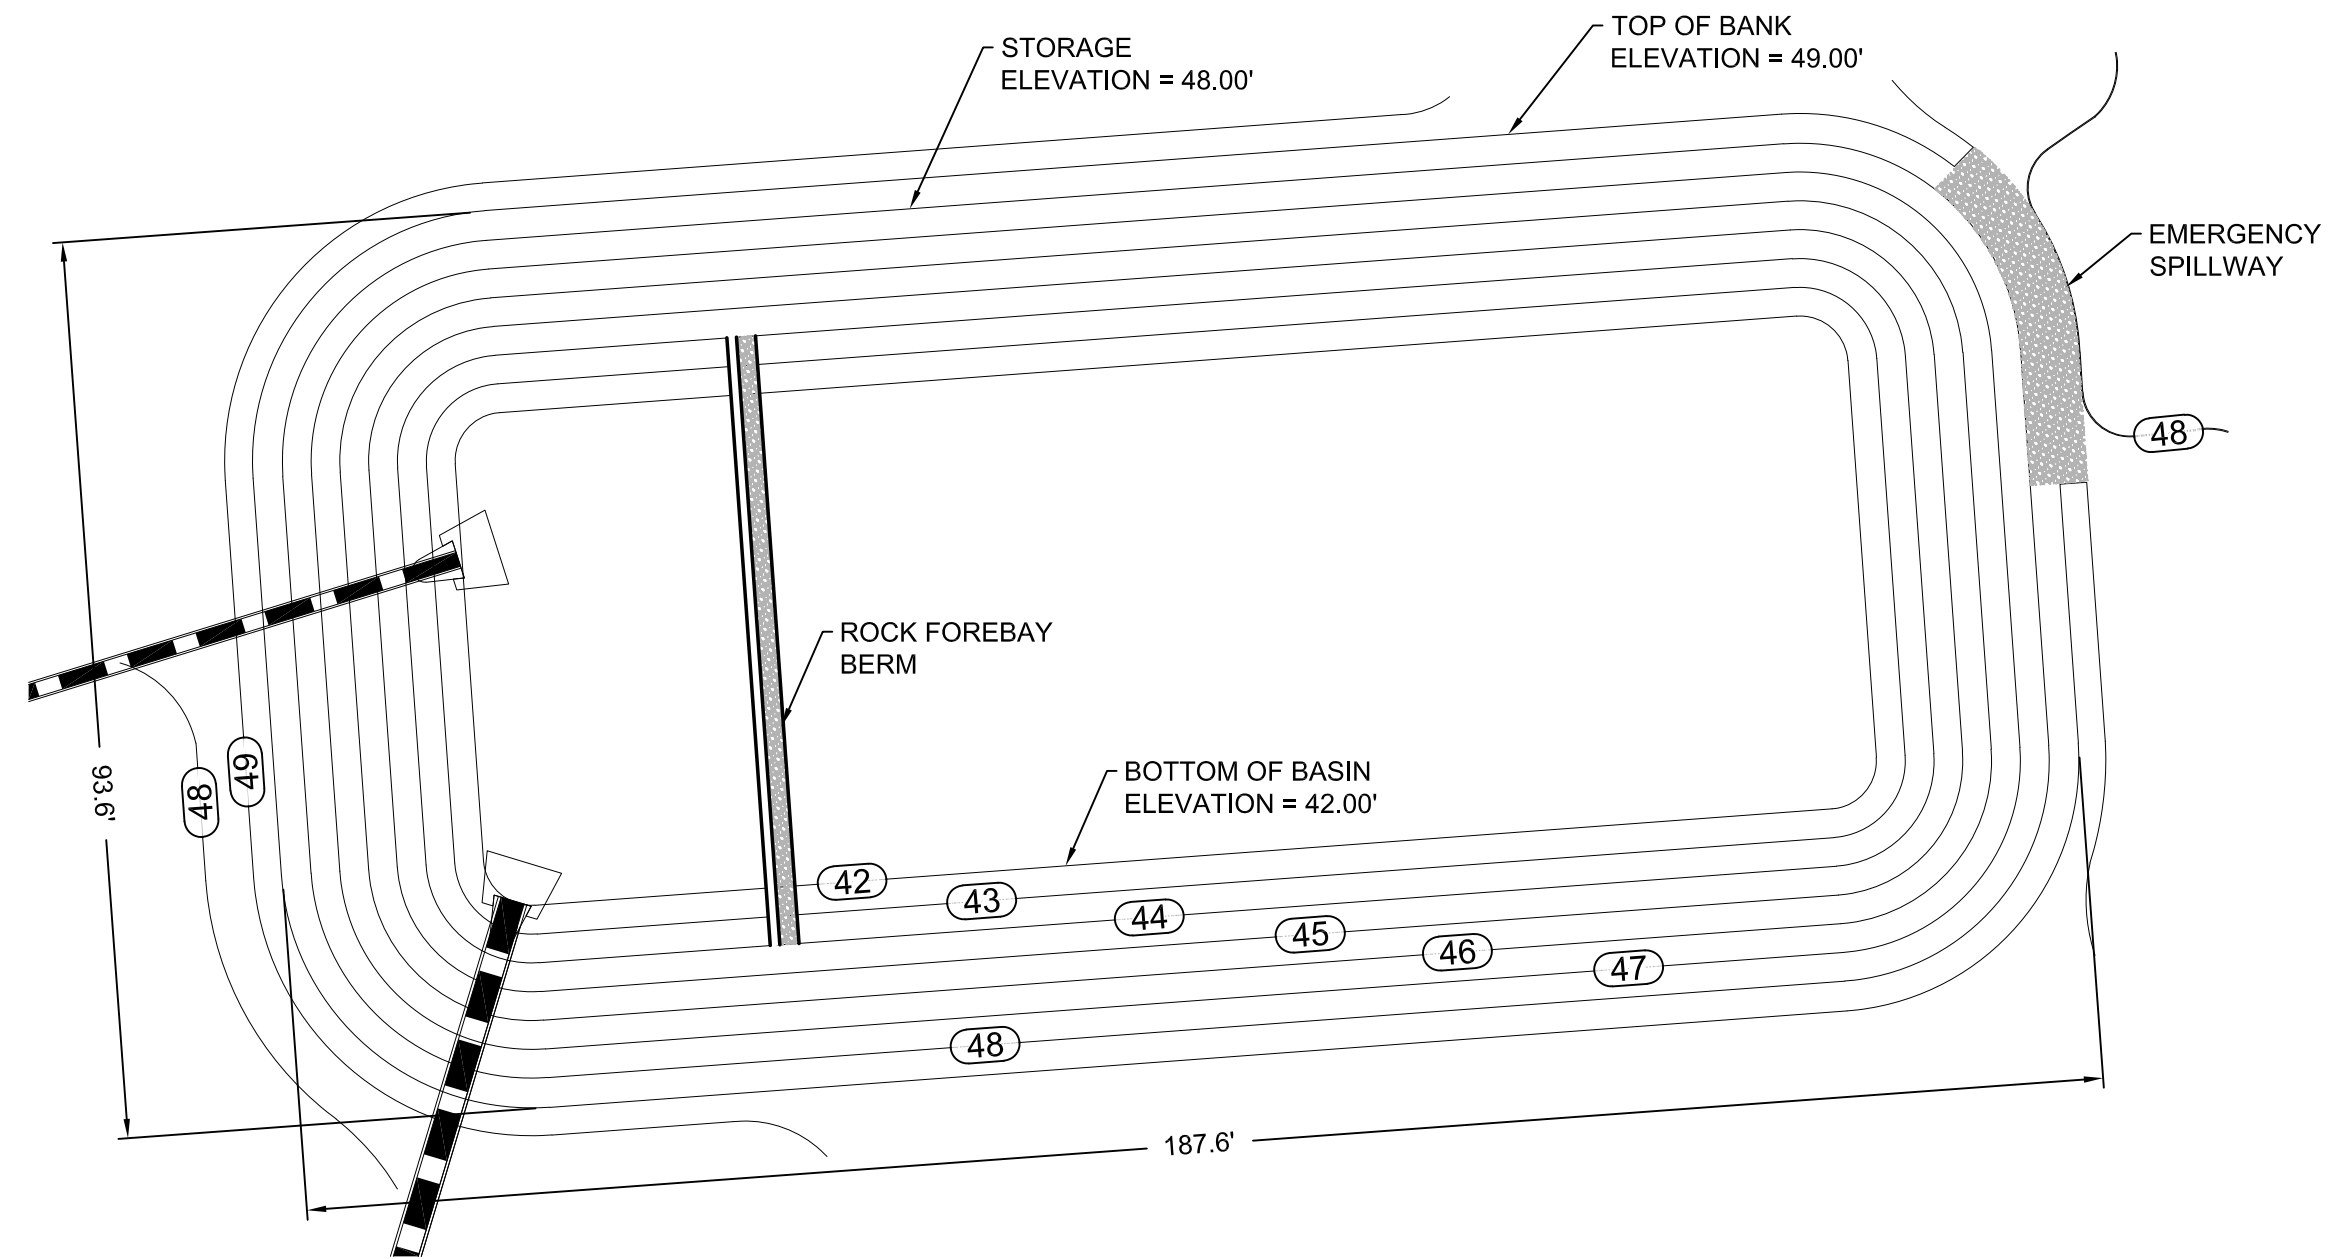 TOP OF BANK
ELEVATION = 49.00'
STORAGE
ELEVATION = 48.00'
EMERGENCY
SPILLWAY
48
ROCK FOREBAY
BERM
BOTTOM OF BASIN
ELEVATION = 42.00'
93.6'
48
49
42
43
44
45
46
47
48
187.6'